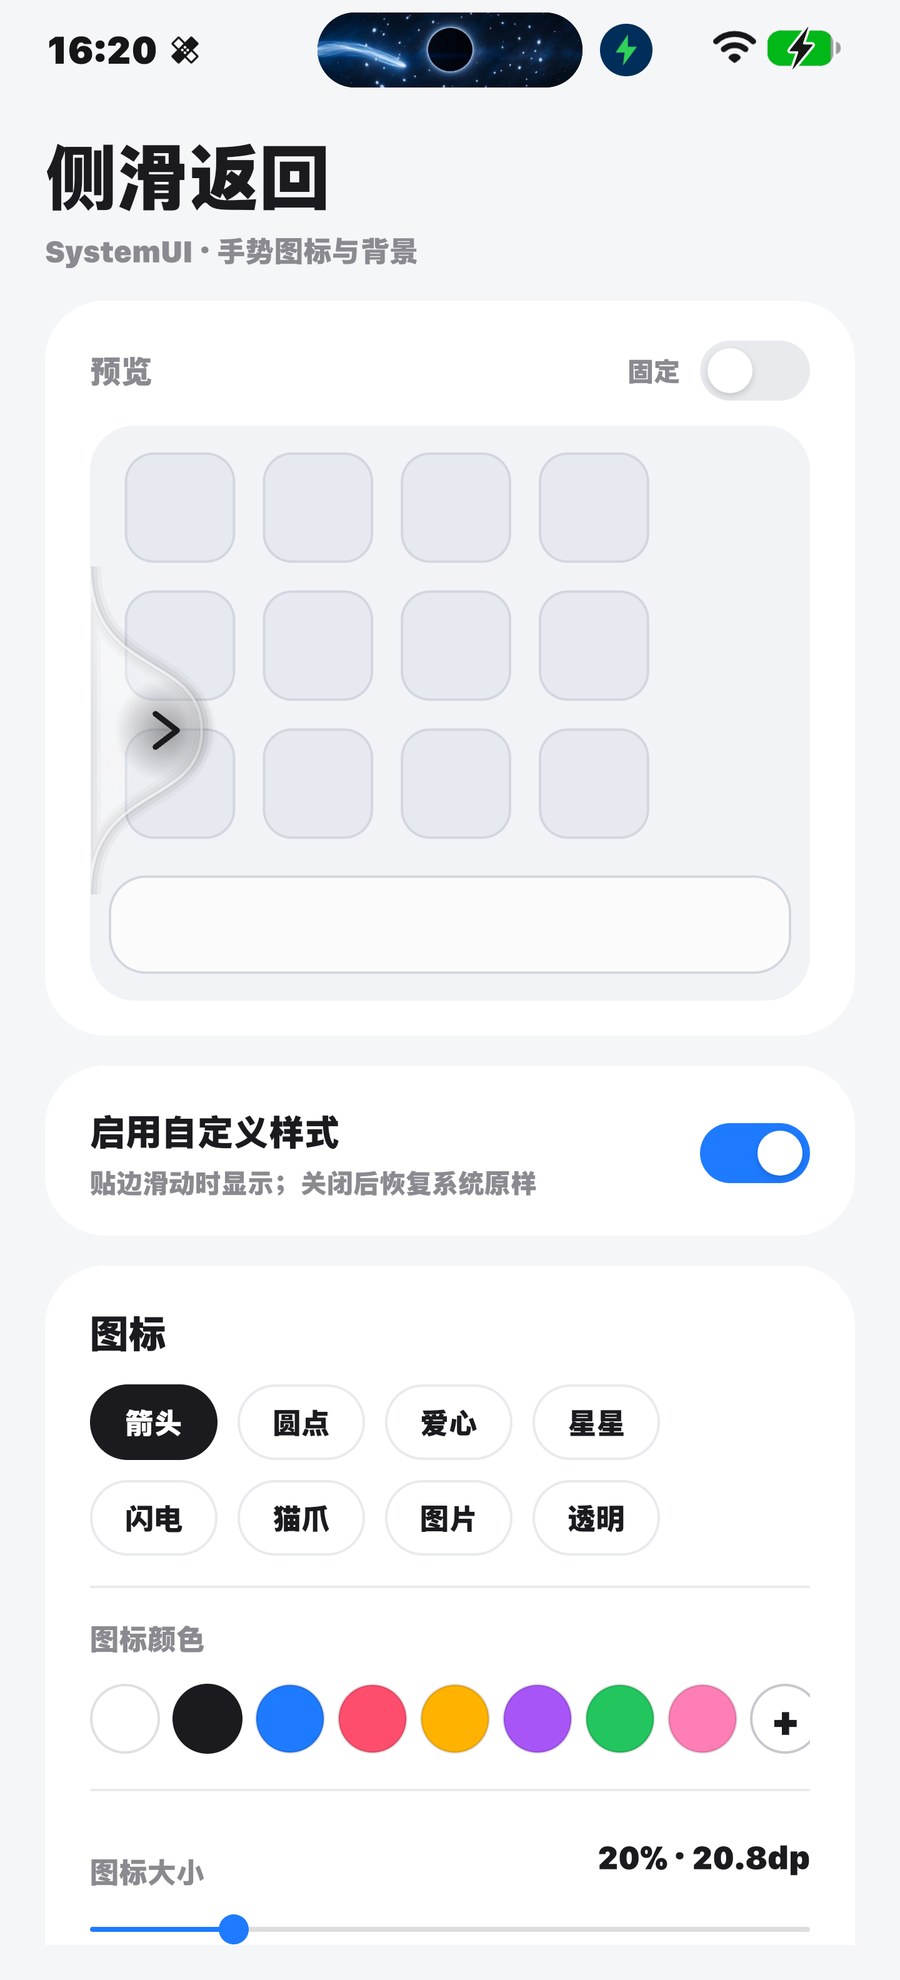 16:20
侧滑返回
SystemUI · 手势图标与背景
预览
固定
启用自定义样式
贴边滑动时显示；关闭后恢复系统原样
图标
箭头
圆点
爱心
星星
闪电
猫爪
图片
透明
图标颜色
+
图标大小
20% · 20.8dp